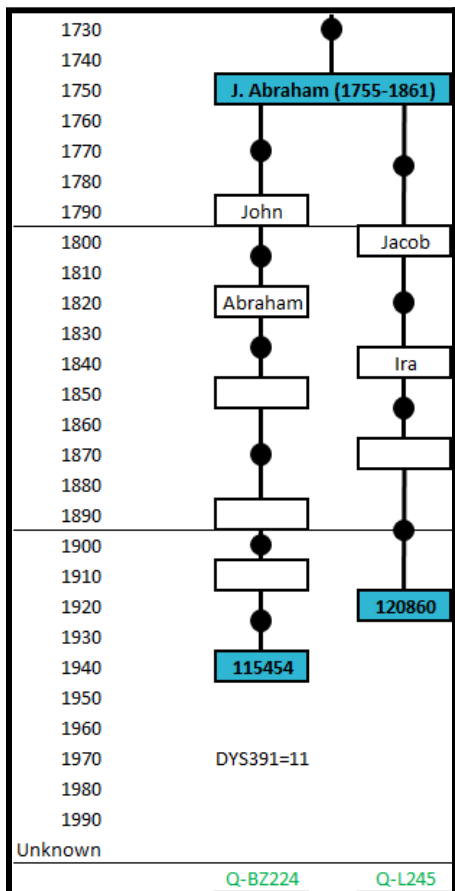 1730
1740
1750 J. Abraham (1755-1861)
1760
1770
1780
1790 John
1800 Jacob
1810
1820 Abraham
1830
1840 Ira
1850
1860
1870
1880
1890
1900
1910
1920 120860
1930
1940 115454
1950
1960
1970 DYS391=11
1980
1990
Unknown
Q-BZ224 Q-L245